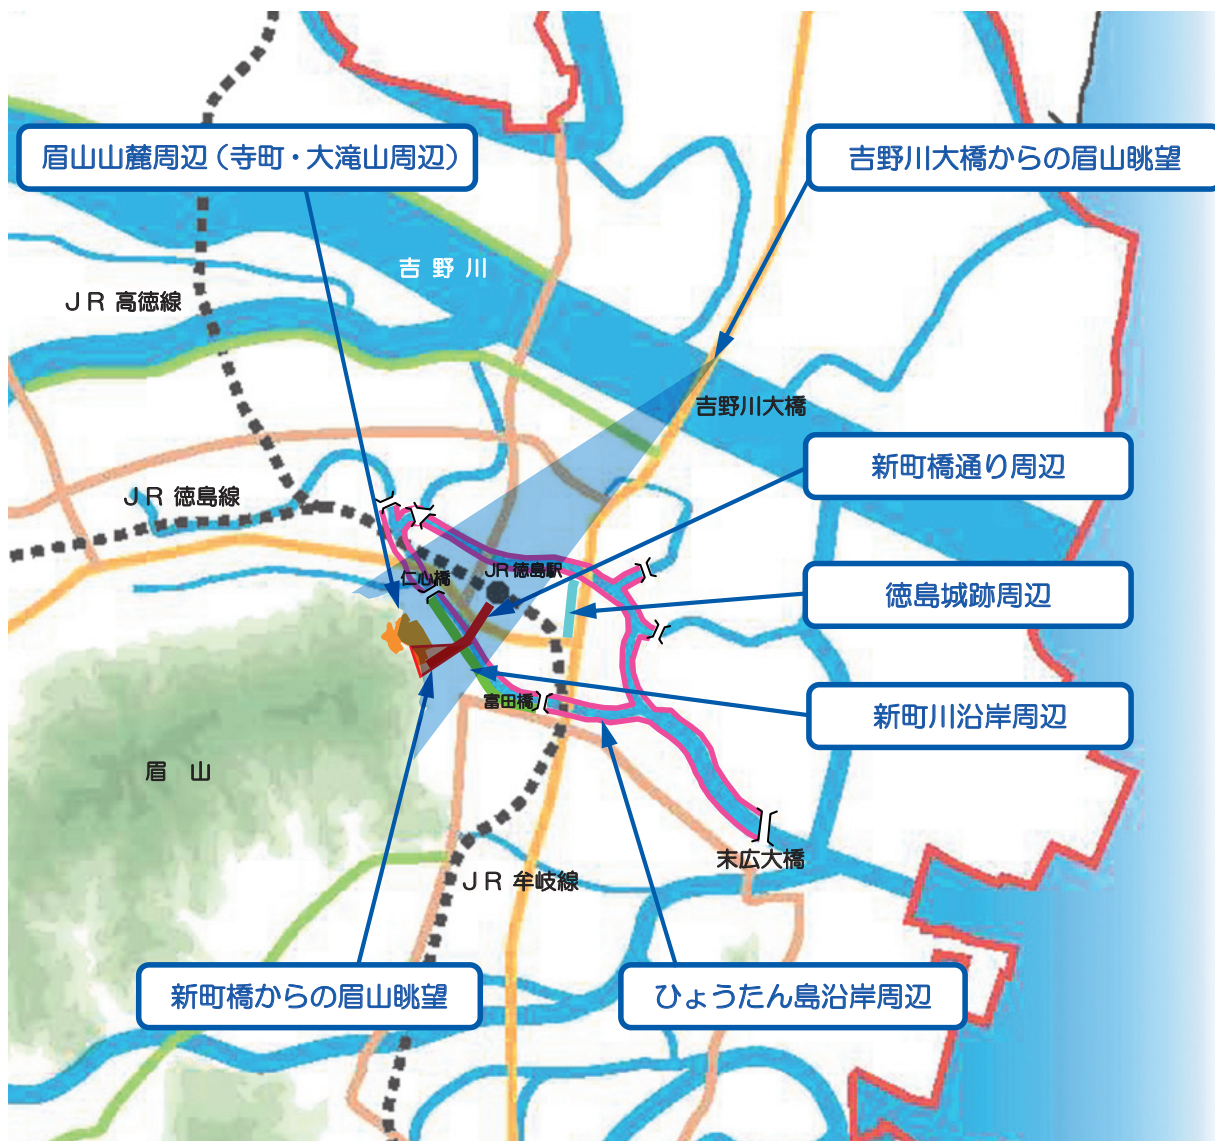 眉山山麓周辺（寺町・大滝山周辺）
吉野川大橋からの眉山眺望
吉 野 川
ＪＲ 高徳線
吉野川大橋
新町橋通り周辺
ＪＲ 徳島線
JR 徳島駅
仁心橋
徳島城跡周辺
富田橋
新町川沿岸周辺
眉 山
末広大橋
ＪＲ 牟岐線
新町橋からの眉山眺望
ひょうたん島沿岸周辺